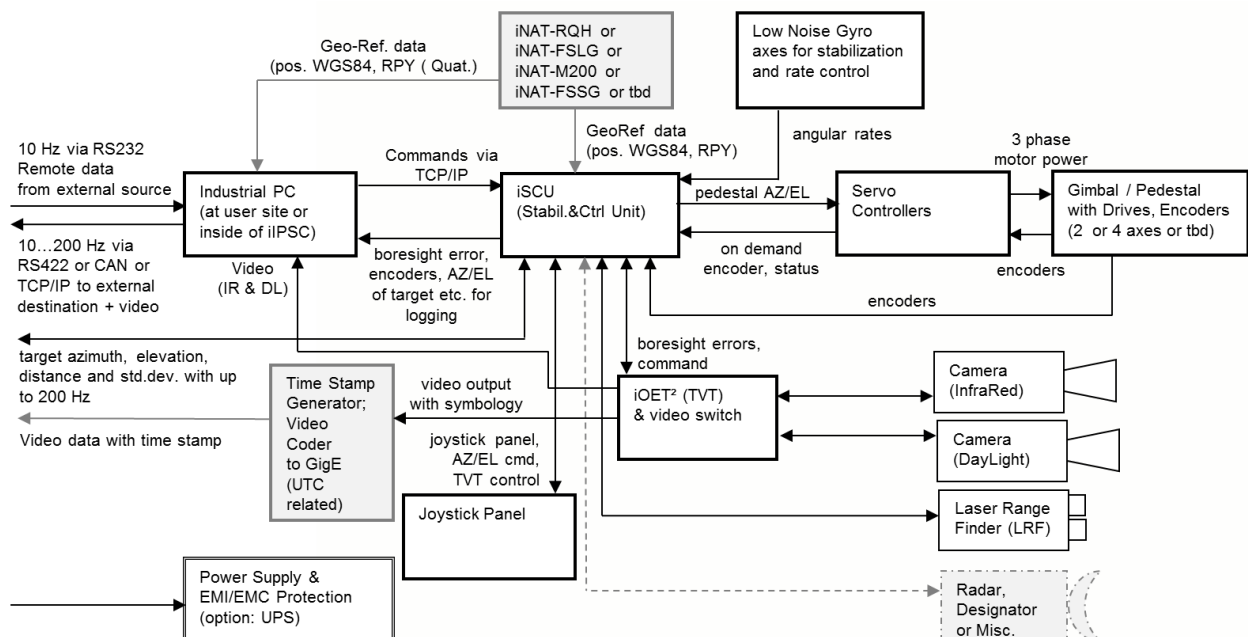 Geo-Ref. data
(pos. WGS84, RPY ( Quat.)
iNAT-RQH or
iNAT-FSLG or
iNAT-M200 or
iNAT-FSSG or tbd
Low Noise Gyro
axes for stabilization
and rate control
GeoRef data
(pos. WGS84, RPY)
angular rates
10 Hz via RS232
Remote data
from external source
Industrial PC
(at user site or
inside of iIPSC)
Commands via
TCP/IP
iSCU
(Stabil.&Ctrl Unit)
pedestal AZ/EL
Servo
Controllers
3 phase
motor power
Gimbal / Pedestal
with Drives, Encoders
(2 or 4 axes or tbd)
10…200 Hz via
RS422 or CAN or
TCP/IP to external
destination + video
Video
(IR & DL)
boresight error,
encoders, AZ/EL
of target etc. for
logging
on demand
encoder, status
encoders
encoders
target azimuth, elevation,
distance and std.dev. with up
to 200 Hz
boresight errors,
command
Time Stamp
Generator;
Video
Coder
to GigE
(UTC
related)
video output
with symbology
iOET² (TVT)
& video switch
Camera
(InfraRed)
Video data with time stamp
joystick panel,
AZ/EL cmd,
TVT control
Camera
(DayLight)
Joystick Panel
Laser Range
Finder (LRF)
Power Supply &
EMI/EMC Protection
(option: UPS)
Radar,
Designator
or Misc.